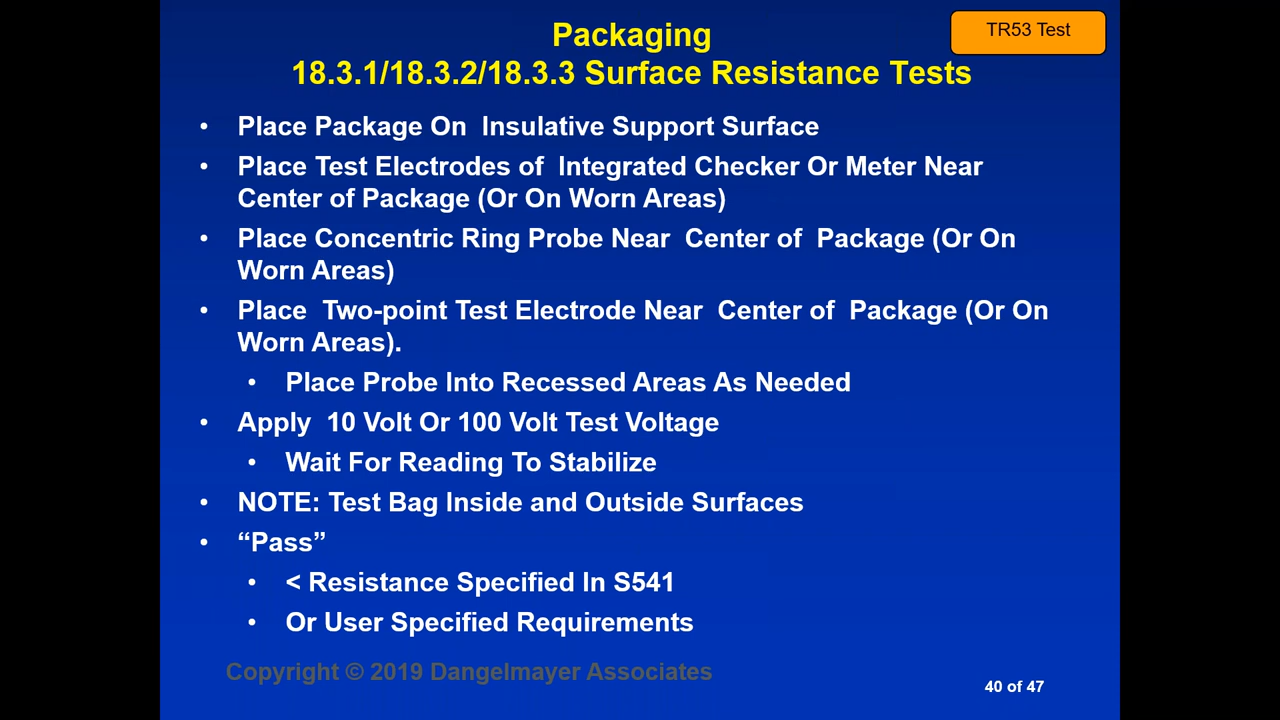 Packaging
TR53 Test
18.3.1/18.3.2/18.3.3 Surface Resistance Tests
• Place Package On Insulative Support Surface
• Place Test Electrodes of Integrated Checker Or Meter Near
Center of Package (Or On Worn Areas)
• Place Concentric Ring Probe Near Center of Package (Or On
Worn Areas)
• Place Two-point Test Electrode Near Center of Package (Or On
Worn Areas).
• Place Probe Into Recessed Areas As Needed
• Apply 10 Volt Or 100 Volt Test Voltage
• Wait For Reading To Stabilize
• NOTE: Test Bag Inside and Outside Surfaces
• “Pass”
• < Resistance Specified In S541
• Or User Specified Requirements
Copyright © 2019 Dangelmayer Associates
40 of 47